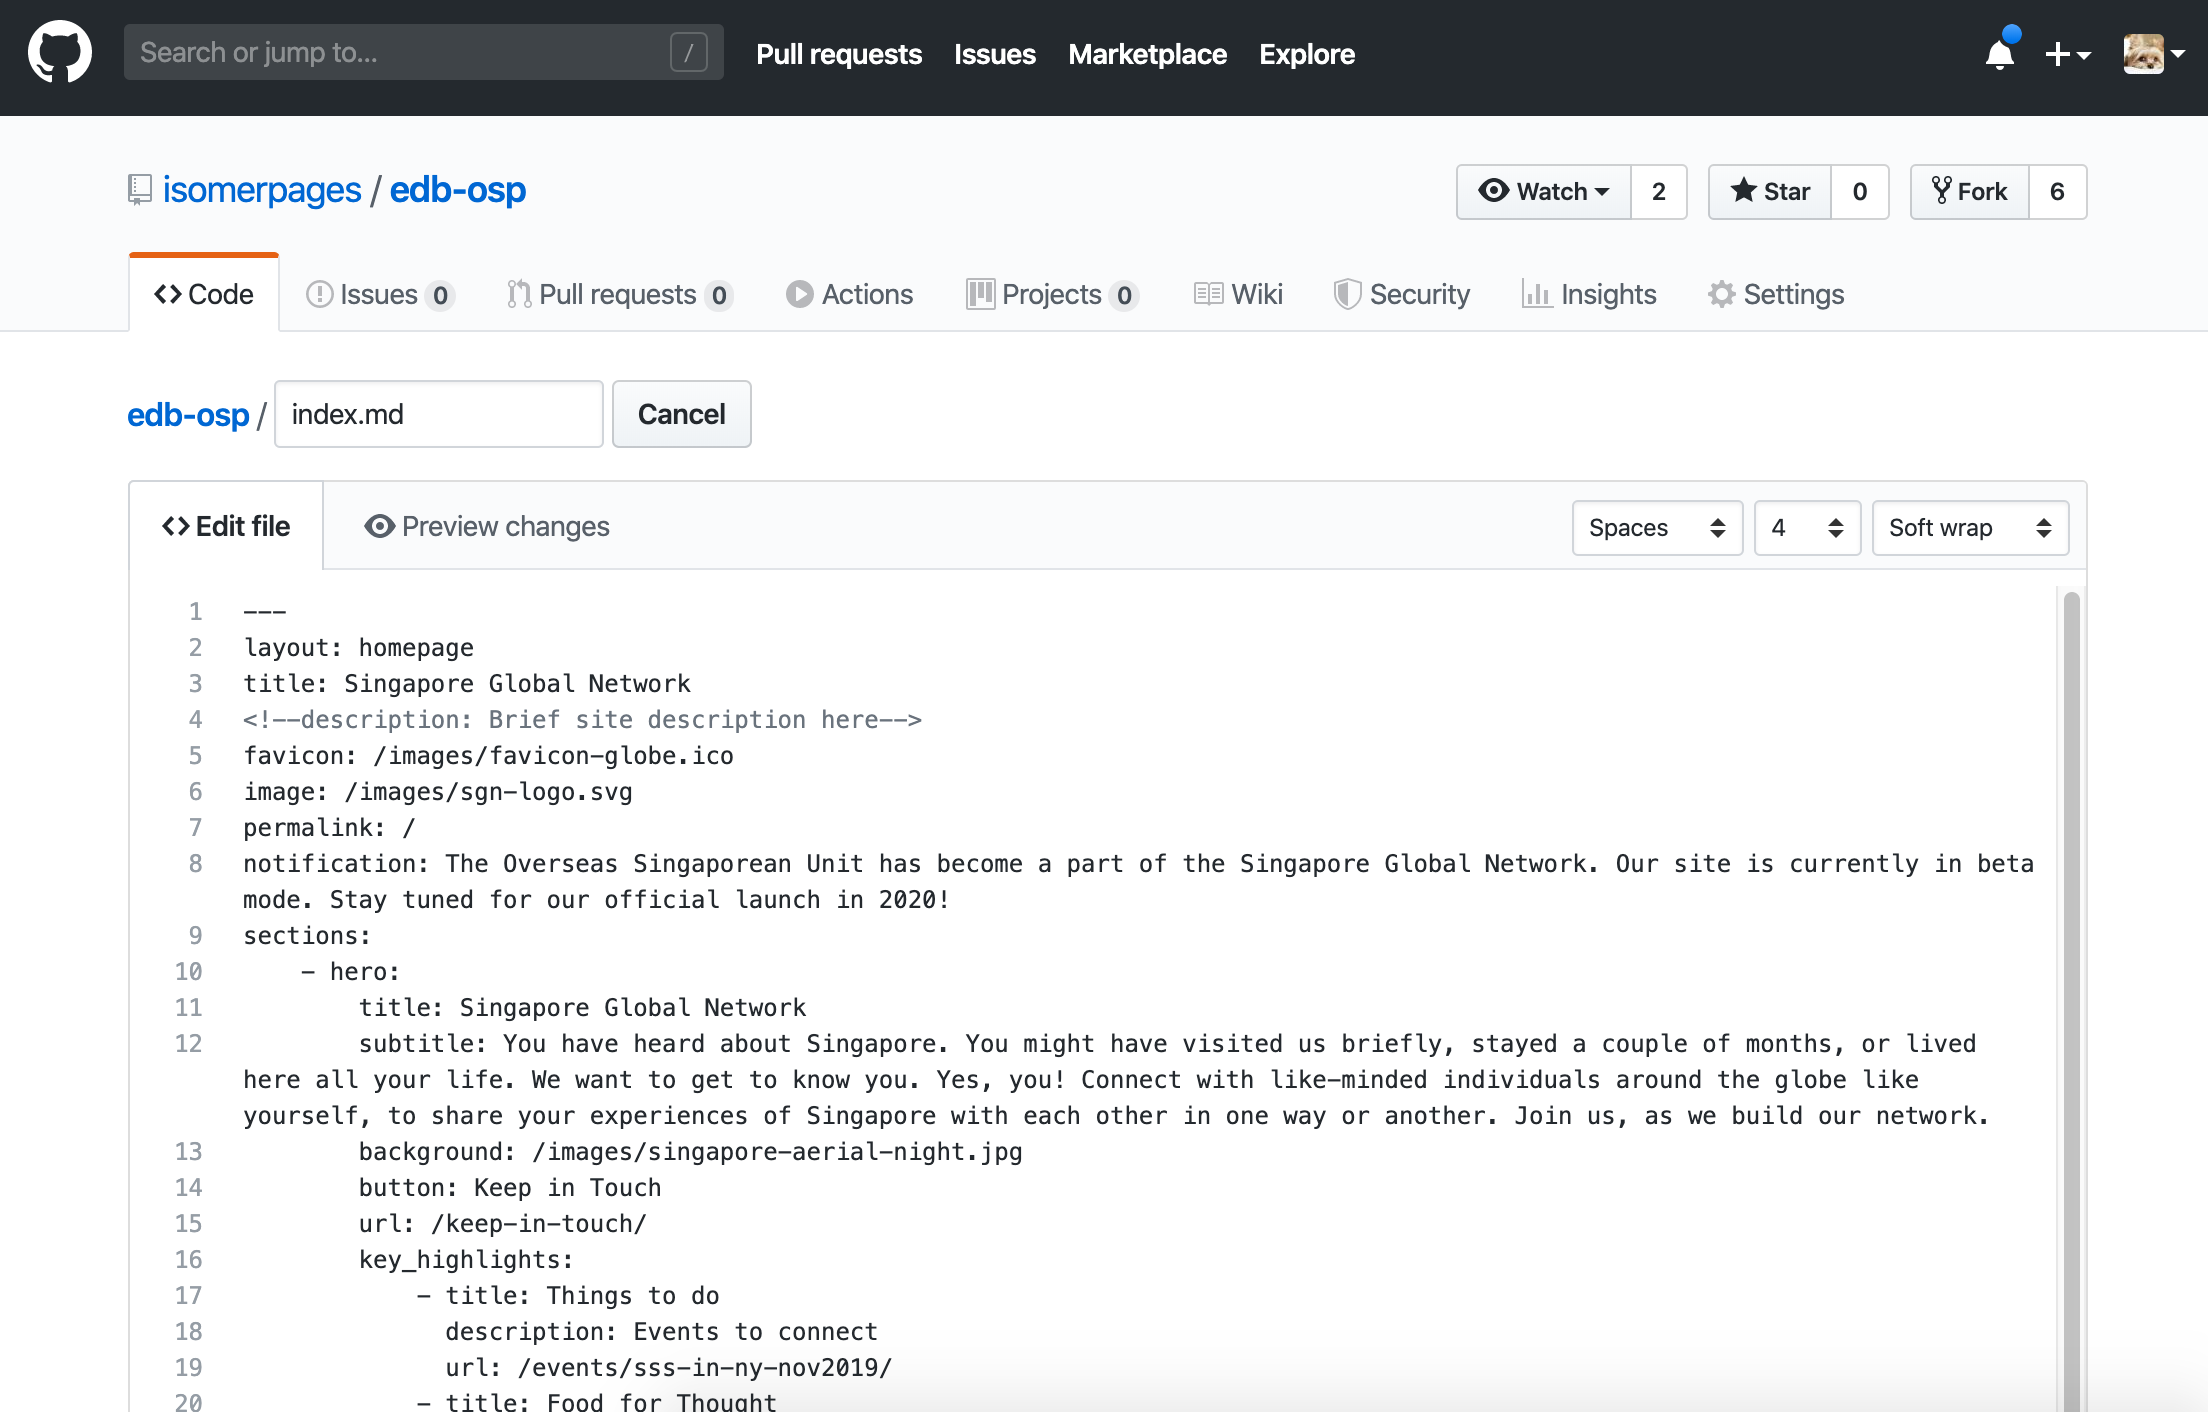 Search or jump to... /
Pull requests Issues Marketplace Explore
isomerpages / edb-osp
Watch 2 Star 0 Fork 6
Code Issues 0 Pull requests 0 Actions Projects 0 Wiki Security Insights Settings
edb-osp / index.md Cancel
Edit file Preview changes Spaces 4 Soft wrap
1 ---
2 layout: homepage
3 title: Singapore Global Network
4 <!--description: Brief site description here-->
5 favicon: /images/favicon-globe.ico
6 image: /images/sgn-logo.svg
7 permalink: /
8 notification: The Overseas Singaporean Unit has become a part of the Singapore Global Network. Our site is currently in beta
mode. Stay tuned for our official launch in 2020!
9 sections:
10 - hero:
11 title: Singapore Global Network
12 subtitle: You have heard about Singapore. You might have visited us briefly, stayed a couple of months, or lived
here all your life. We want to get to know you. Yes, you! Connect with like-minded individuals around the globe like
yourself, to share your experiences of Singapore with each other in one way or another. Join us, as we build our network.
13 background: /images/singapore-aerial-night.jpg
14 button: Keep in Touch
15 url: /keep-in-touch/
16 key_highlights:
17 - title: Things to do
18 description: Events to connect
19 url: /events/sss-in-ny-nov2019/
20 - title: Food for Thought